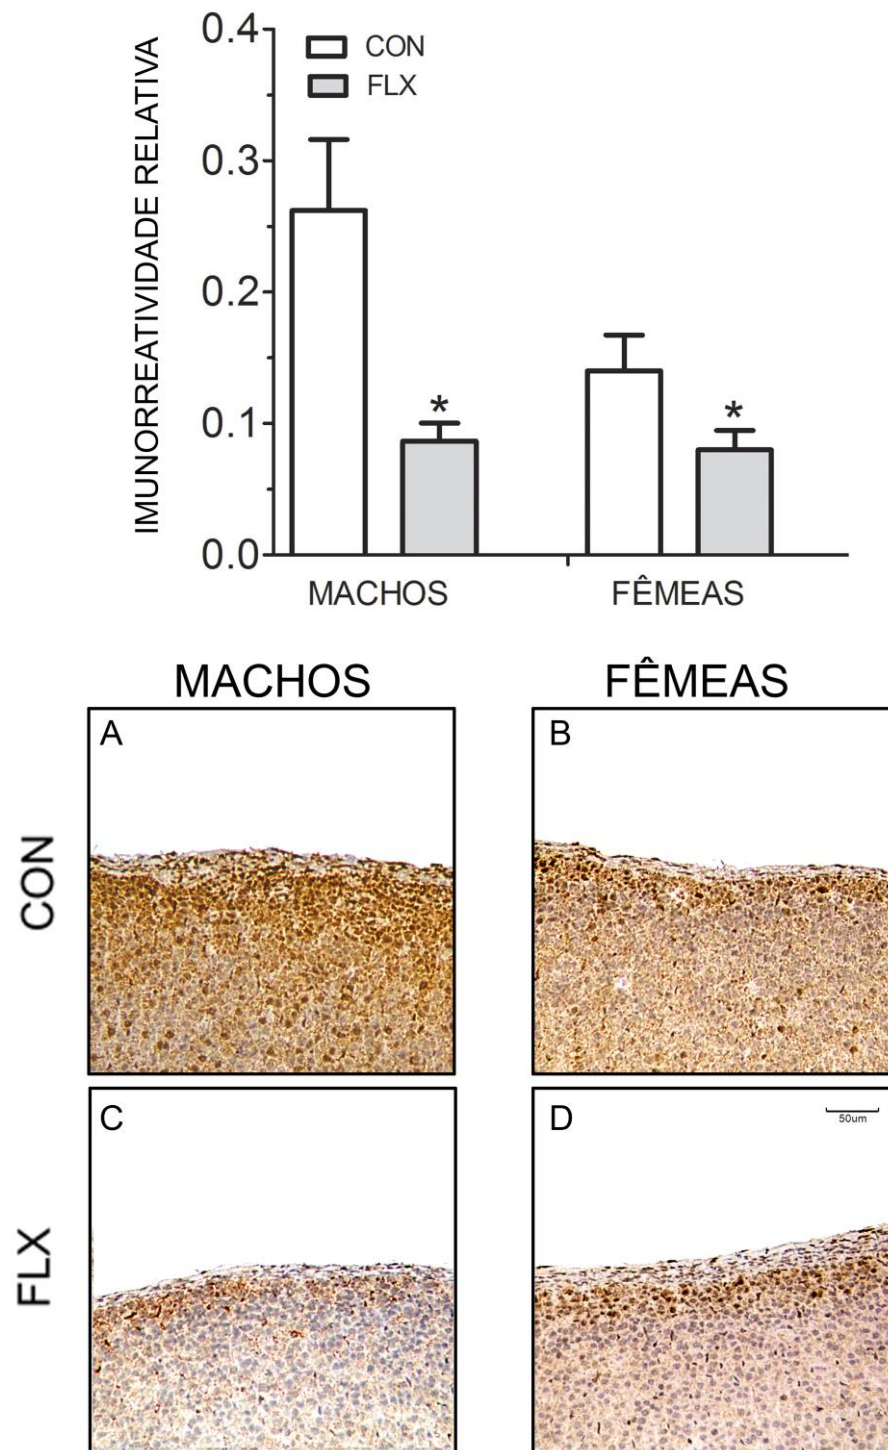 IMUNORREATIVIDADE RELATIVA
0.4
0.3
0.2
0.1
0.0
CON
FLX
*
*
MACHOS
FÊMEAS
MACHOS
FÊMEAS
CON
A
B
FLX
C
D
50um